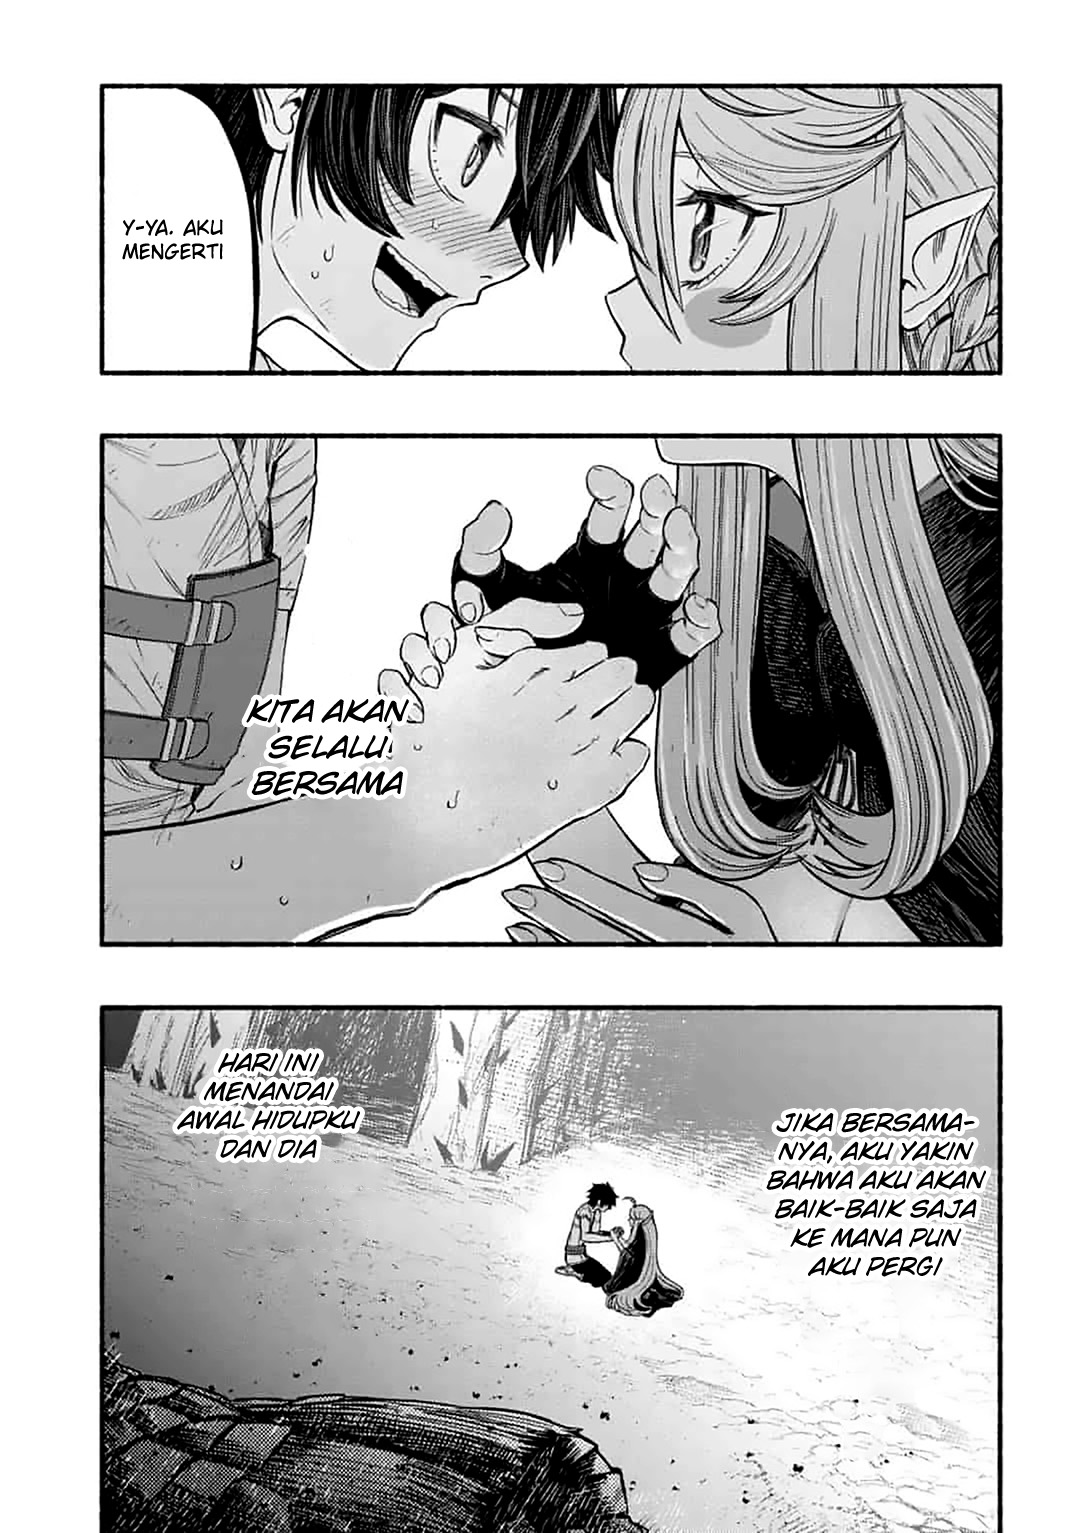 Y-YA. AKU
MENGERTI
KITA AKAN
SELALU
BERSAMA
JIKA BERSAMA-
NYA, AKU YAKIN
BAHWA AKU AKAN
BAIK-BAIK SAJA
KE MANA PUN
AKU PERGI
HARI INI
MENANDAI
AWAL HIDUPKU
DAN DIA